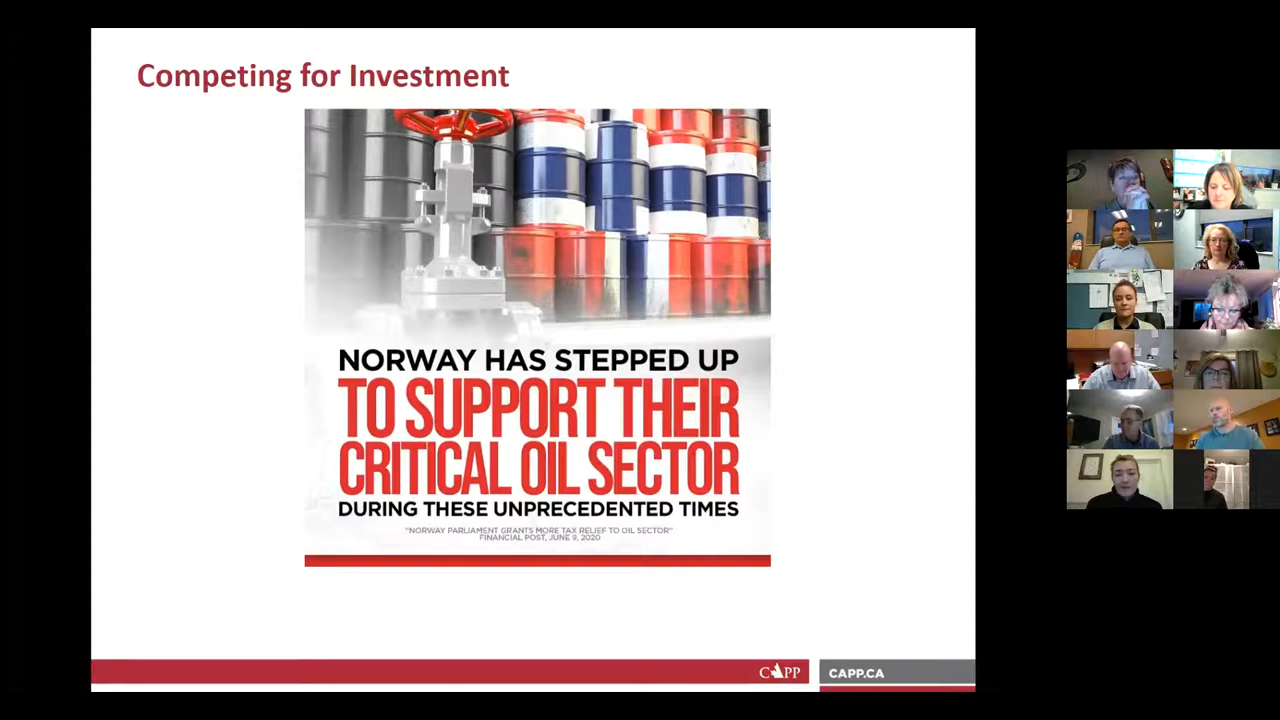 Competing for Investment
NORWAY HAS STEPPED UP
TO SUPPORT THEIR
CRITICAL OIL SECTOR
DURING THESE UNPRECEDENTED TIMES
"NORWAY PARLIAMENT GRANTS MORE TAX RELIEF TO OIL SECTOR"
FINANCIAL POST, JUNE 9, 2020
CAPP
CAPP.CA